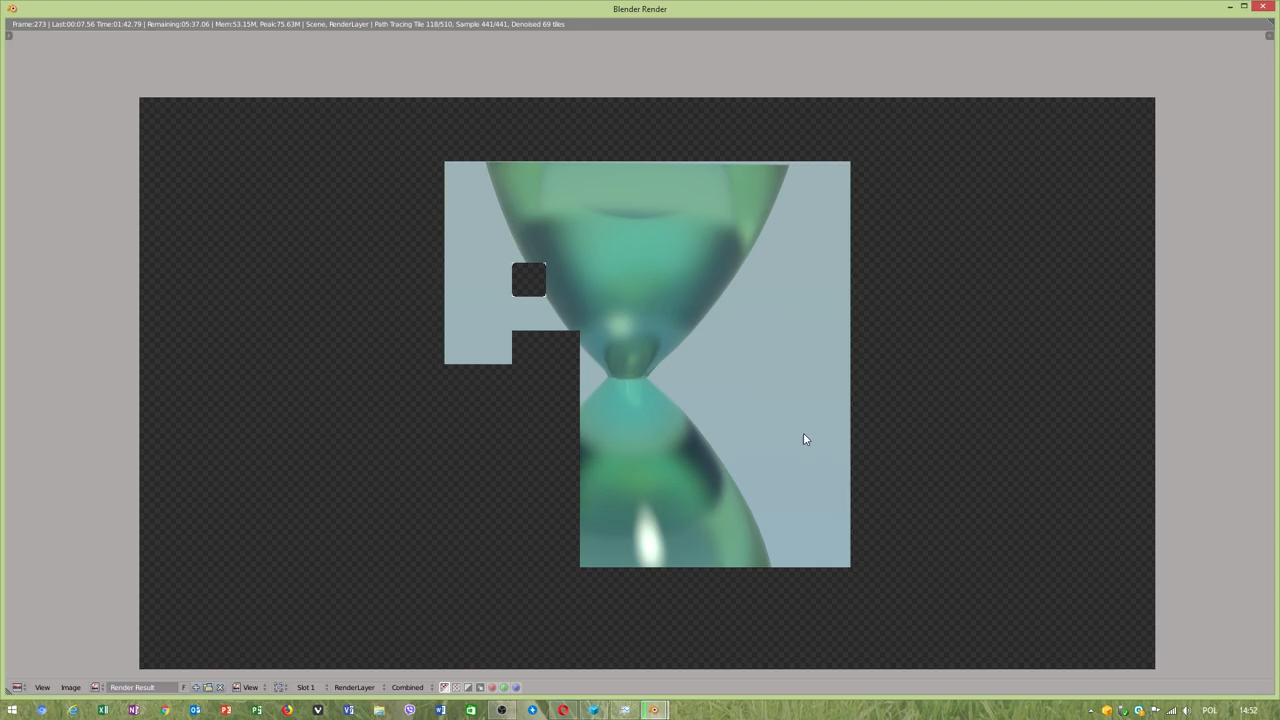 Blender Render
Frame:273 | Last:00:07.56 Time:01:42.79 | Remaining:05:37.06 | Mem:53.15M, Peak:75.63M | Scene, RenderLayer | Path Tracing Tile 118/510, Sample 441/441, Denoised 69 tiles
View Image Render Result F View Slot 1 RenderLayer Combined
POL 14:52